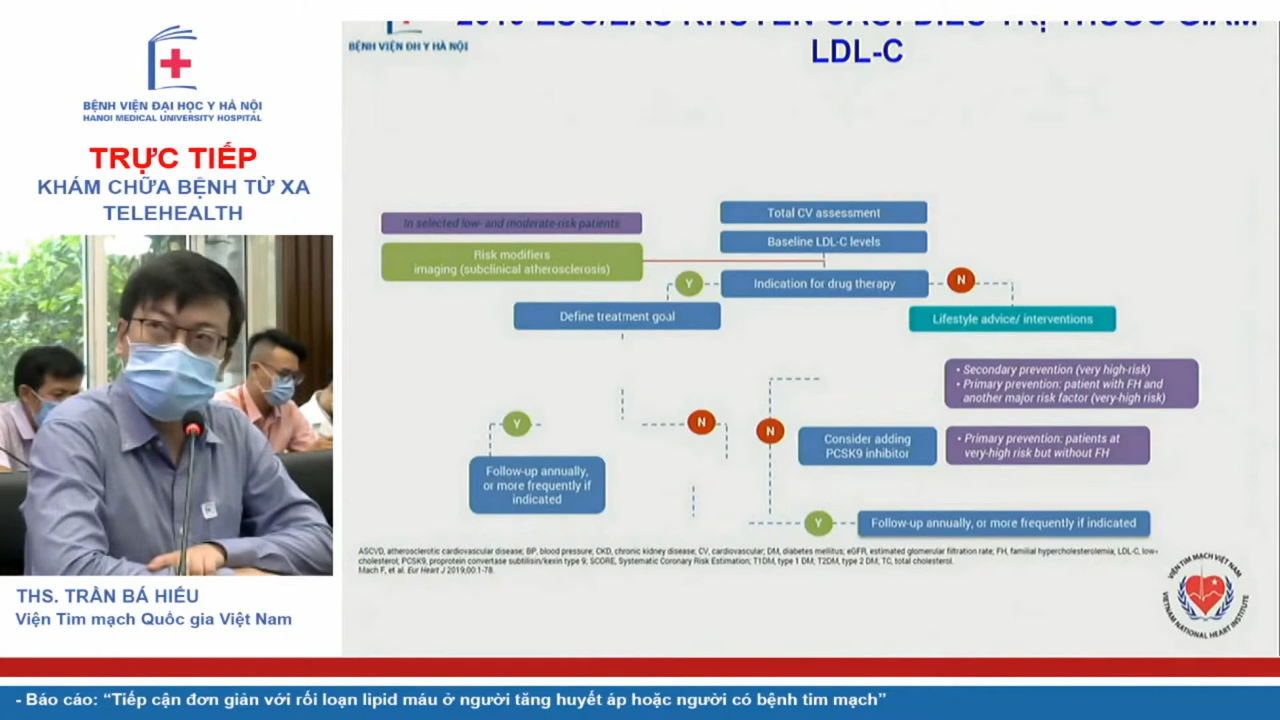 BỆNH VIỆN ĐẠI HỌC Y HÀ NỘI
HANOI MEDICAL UNIVERSITY HOSPITAL
TRỰC TIẾP
KHÁM CHỮA BỆNH TỪ XA
TELEHEALTH
THS. TRẦN BÁ HIẾU
Viện Tim mạch Quốc gia Việt Nam
BỆNH VIỆN ĐH Y HÀ NỘI
2019 ESC/EAS KHUYẾN CÁO: ĐIỀU TRỊ THUỐC GIẢM
LDL-C
In selected low- and moderate-risk patients
Risk modifiers
imaging (subclinical atherosclerosis)
Total CV assessment
Baseline LDL-C levels
Indication for drug therapy
Y
N
Define treatment goal
Lifestyle advice/ interventions
• Secondary prevention (very high-risk)
• Primary prevention: patient with FH and
another major risk factor (very-high risk)
Y
N
N
Consider adding
PCSK9 inhibitor
• Primary prevention: patients at
very-high risk but without FH
Follow-up annually,
or more frequently if
indicated
Y
Follow-up annually, or more frequently if indicated
ASCVD, atherosclerotic cardiovascular disease; BP, blood pressure; CKD, chronic kidney disease; CV, cardiovascular; DM, diabetes mellitus; eGFR, estimated glomerular filtration rate; FH, familial hypercholesterolemia; LDL-C, low-
cholesterol; PCSK9, proprotein convertase subtilisin/kexin type 9; SCORE, Systematic Coronary Risk Estimation; T1DM, type 1 DM; T2DM, type 2 DM; TC, total cholesterol.
Mach F, et al. Eur Heart J 2019;00:1-78.
VIỆN TIM MẠCH VIỆT NAM
VIETNAM NATIONAL HEART INSTITUTE
- Báo cáo: “Tiếp cận đơn giản với rối loạn lipid máu ở người tăng huyết áp hoặc người có bệnh tim mạch”